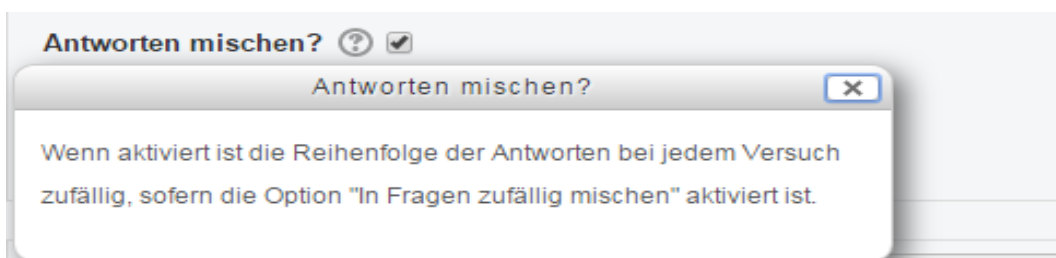 Antworten mischen? ?
Antworten mischen?
Wenn aktiviert ist die Reihenfolge der Antworten bei jedem Versuch
zufällig, sofern die Option "In Fragen zufällig mischen" aktiviert ist.